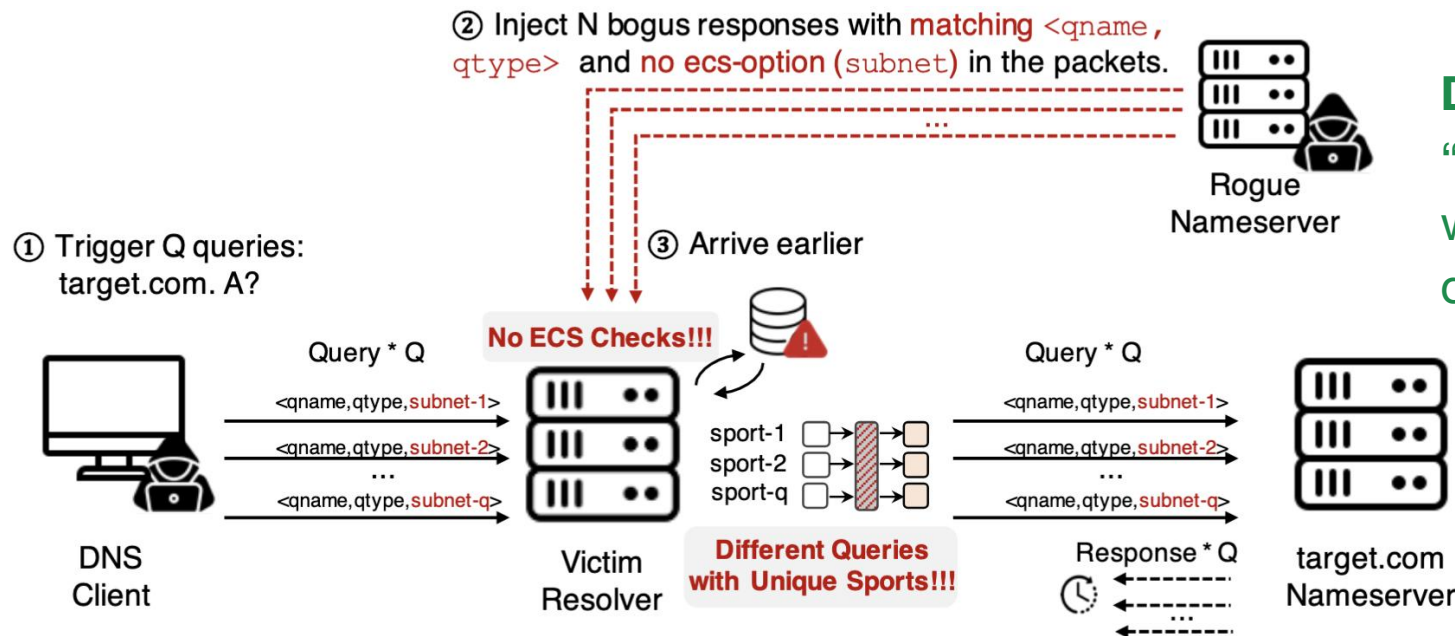 ② Inject N bogus responses with matching <qname,
qtype> and no ecs-option (subnet) in the packets.
...
Rogue
Nameserver
① Trigger Q queries:
target.com. A?
③ Arrive earlier
No ECS Checks!!!
!
Query * Q
<qname,qtype,subnet-1>
<qname,qtype,subnet-2>
...
<qname,qtype,subnet-q>
sport-1
sport-2
sport-q
Query * Q
<qname,qtype,subnet-1>
<qname,qtype,subnet-2>
...
<qname,qtype,subnet-q>
DNS
Client
Victim
Resolver
Different Queries
with Unique Sports!!!
Response * Q
...
target.com
Nameserver